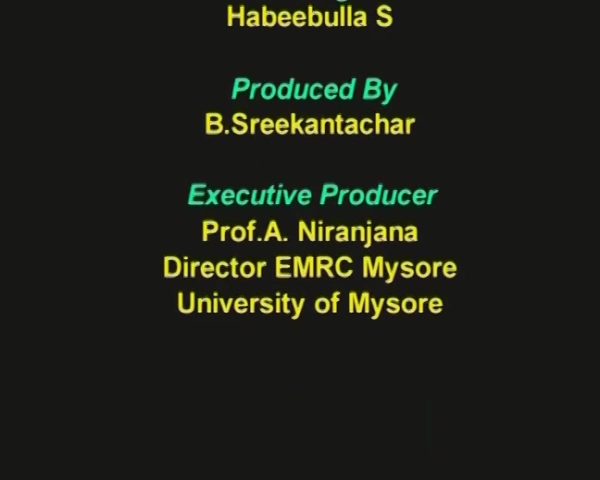 Habeebulla S
Produced By
B.Sreekantachar
Executive Producer
Prof.A. Niranjana
Director EMRC Mysore
University of Mysore